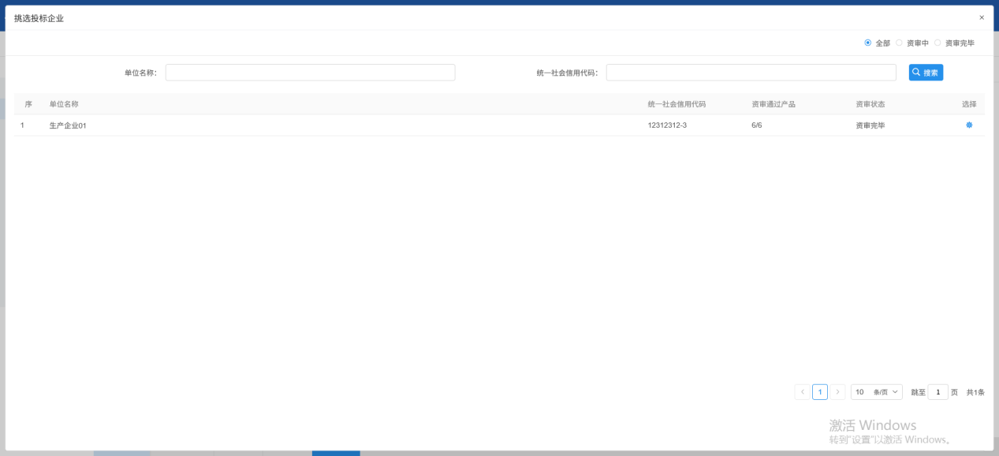 挑选投标企业 ×
全部 资审中 资审完毕
单位名称： 统一社会信用代码： 搜索
序 单位名称 统一社会信用代码 资审通过产品 资审状态 选择
1 生产企业01 12312312-3 6/6 资审完毕
1 10 条/页 跳至 1 页 共1条
激活 Windows
转到"设置"以激活 Windows。